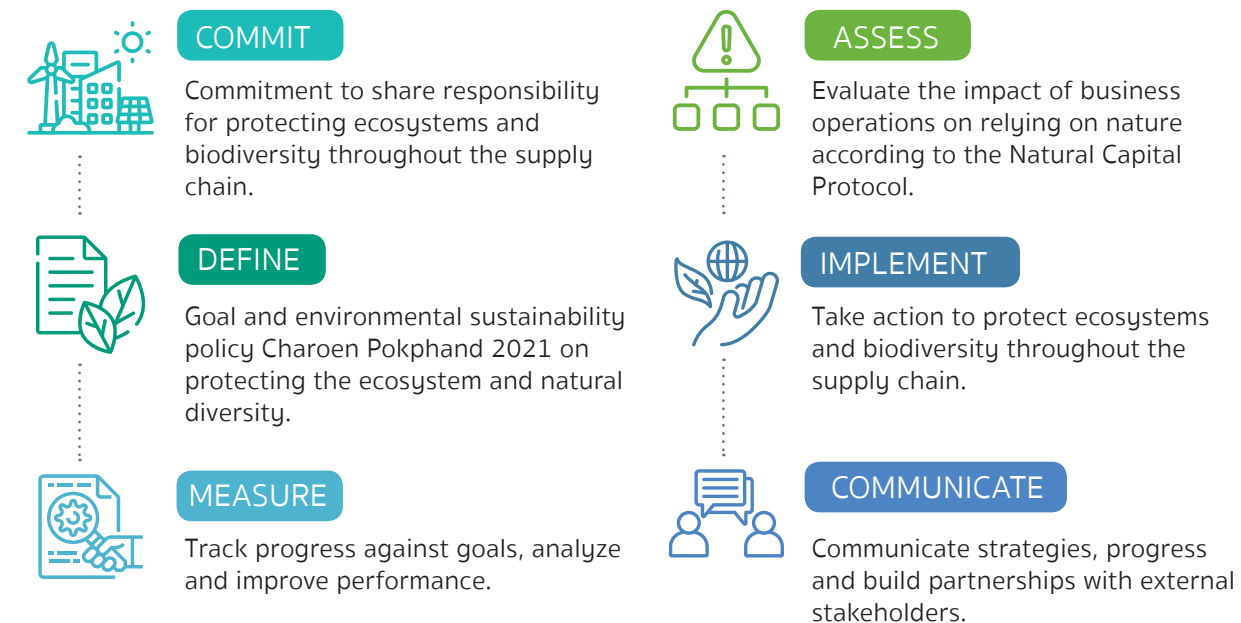 COMMIT
Commitment to share responsibility
for protecting ecosystems and
biodiversity throughout the supply
chain.
ASSESS
Evaluate the impact of business
operations on relying on nature
according to the Natural Capital
Protocol.
DEFINE
Goal and environmental sustainability
policy Charoen Pokphand 2021 on
protecting the ecosystem and natural
diversity.
IMPLEMENT
Take action to protect ecosystems
and biodiversity throughout the
supply chain.
MEASURE
Track progress against goals, analyze
and improve performance.
COMMUNICATE
Communicate strategies, progress
and build partnerships with external
stakeholders.